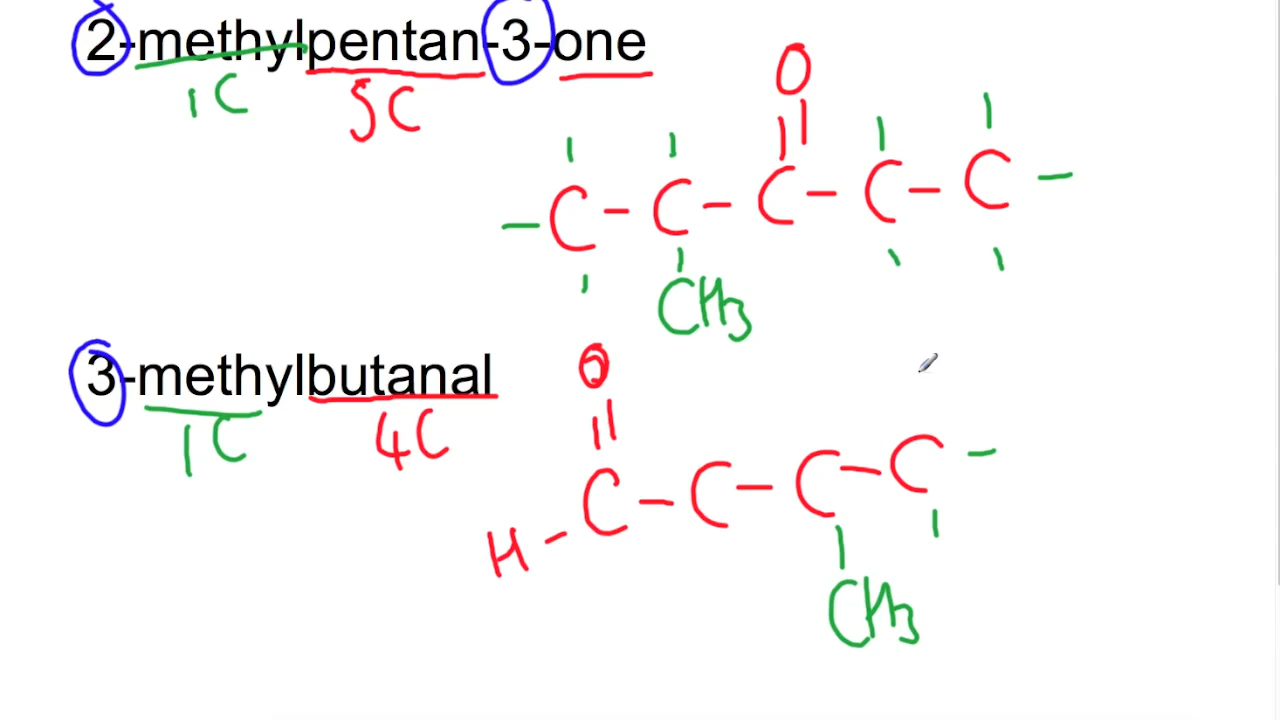 2-methylpentan-3-one
1C 5C
O
C - C - C - C - C
CH3
3-methylbutanal
1C 4C
O
H - C - C - C - C
CH3